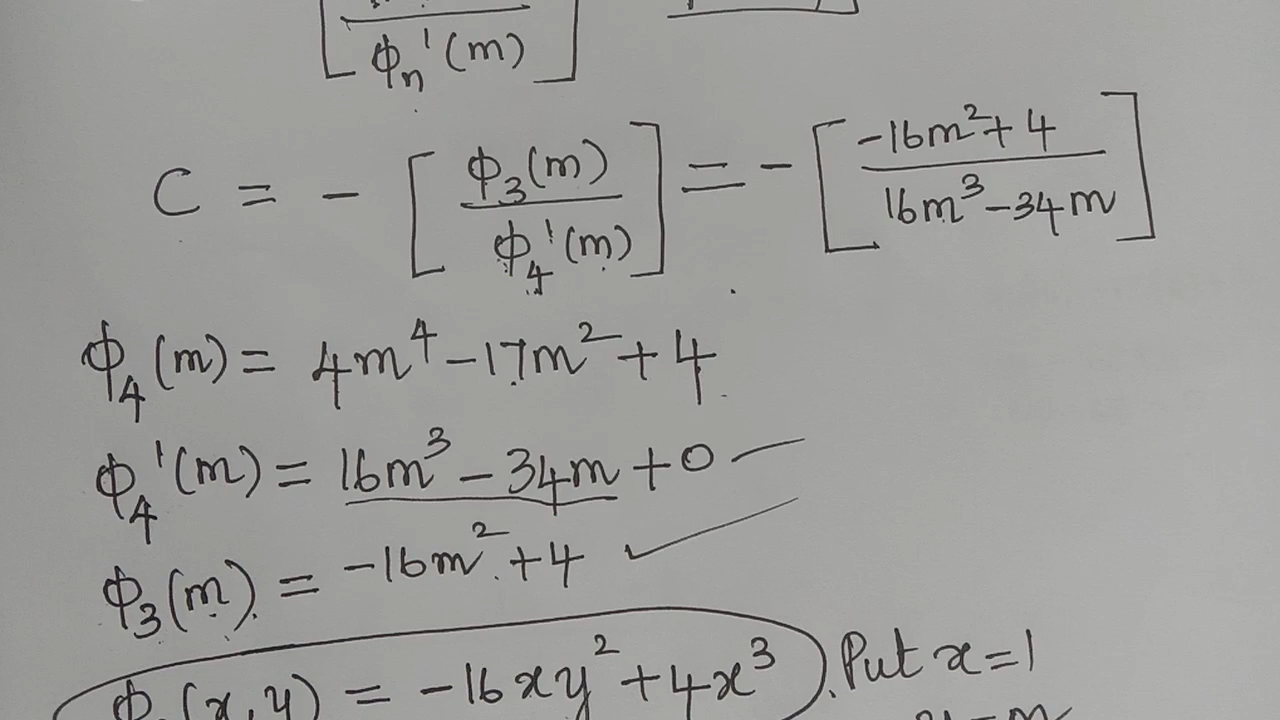 ϕn'(m)
C = - [ϕ3(m) / ϕ4'(m)] = - [-16m² + 4 / 16m³ - 34m]
ϕ4(m) = 4m⁴ - 17m² + 4
ϕ4'(m) = 16m³ - 34m + 0
ϕ3(m) = -16m² + 4
(x, y) = -16xy² + 4x³. Put x = 1